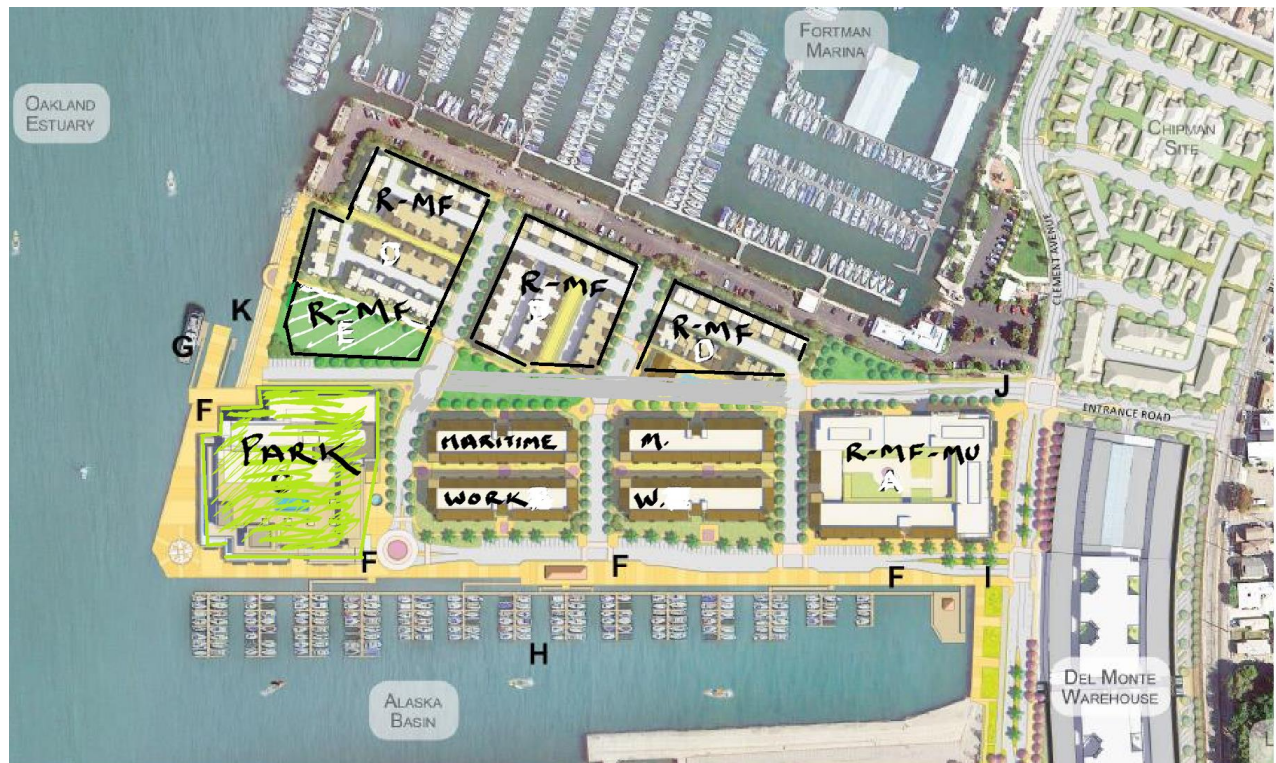 FORTMAN
MARINA
OAKLAND
ESTUARY
CHIPMAN
SITE
R-MF
R-MF
R-MF
E
R-MF
D
CLEMENT AVENUE
K
G
J
ENTRANCE ROAD
F
PARK
MARITIME
M.
R-MF-MU
A
WORK
W.
F
F
F
I
H
DEL MONTE
WAREHOUSE
ALASKA
BASIN